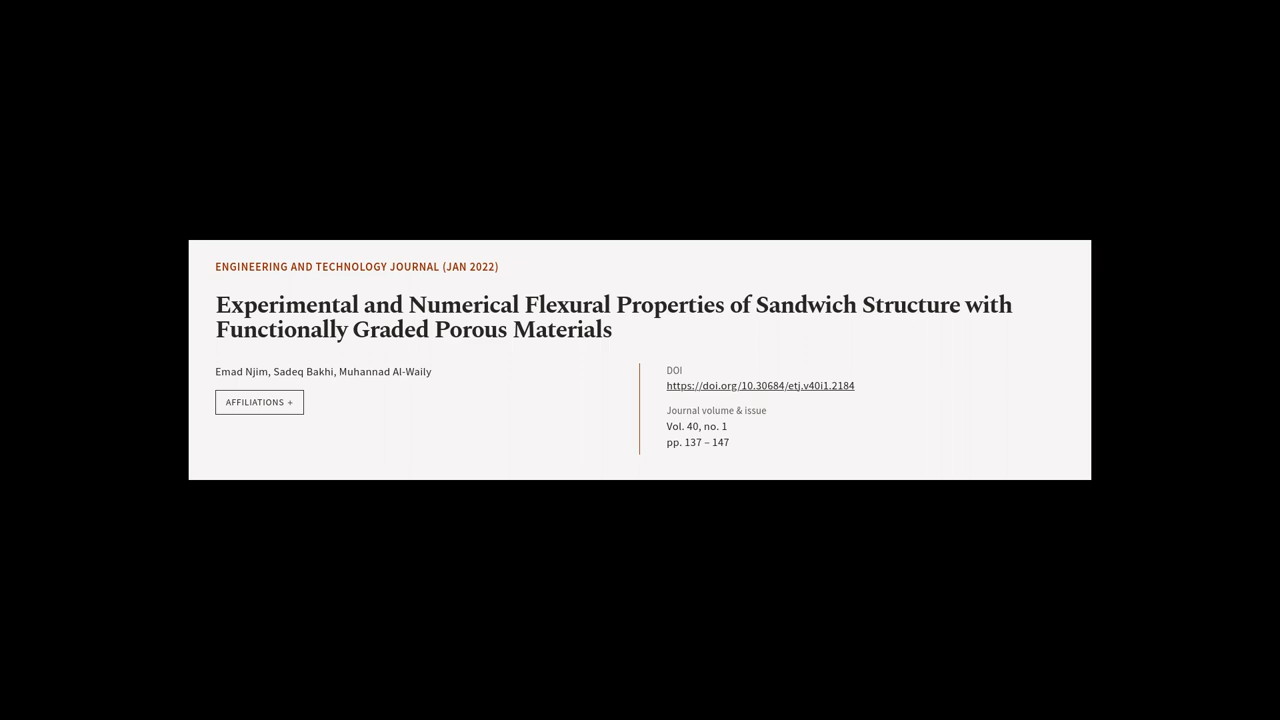 ENGINEERING AND TECHNOLOGY JOURNAL (JAN 2022)
Experimental and Numerical Flexural Properties of Sandwich Structure with
Functionally Graded Porous Materials
Emad Njim, Sadeq Bakhi, Muhannad Al-Waily
AFFILIATIONS +
DOI
https://doi.org/10.30684/etj.v40i1.2184
Journal volume & issue
Vol. 40, no. 1
pp. 137 – 147